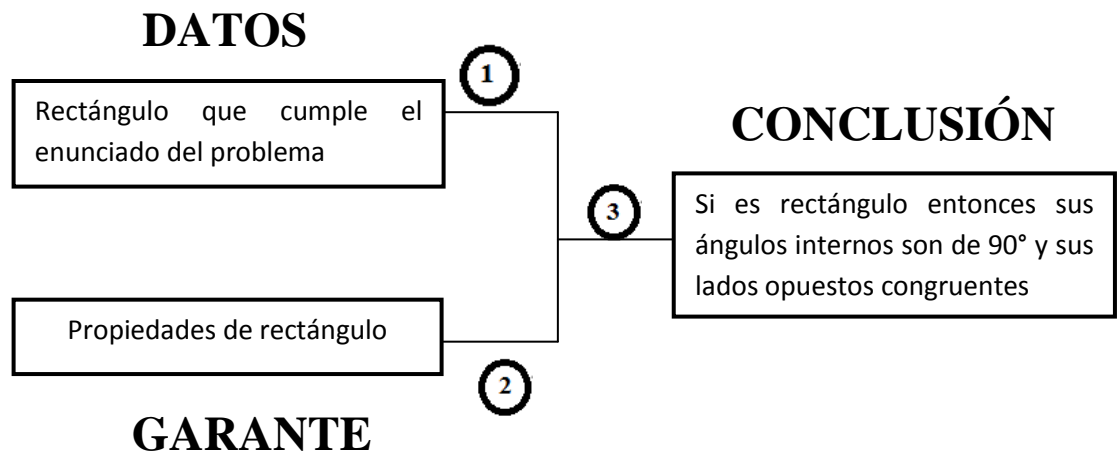 DATOS
1
Rectángulo que cumple el
enunciado del problema
CONCLUSIÓN
3
Si es rectángulo entonces sus
ángulos internos son de 90° y sus
lados opuestos congruentes
Propiedades de rectángulo
2
GARANTE